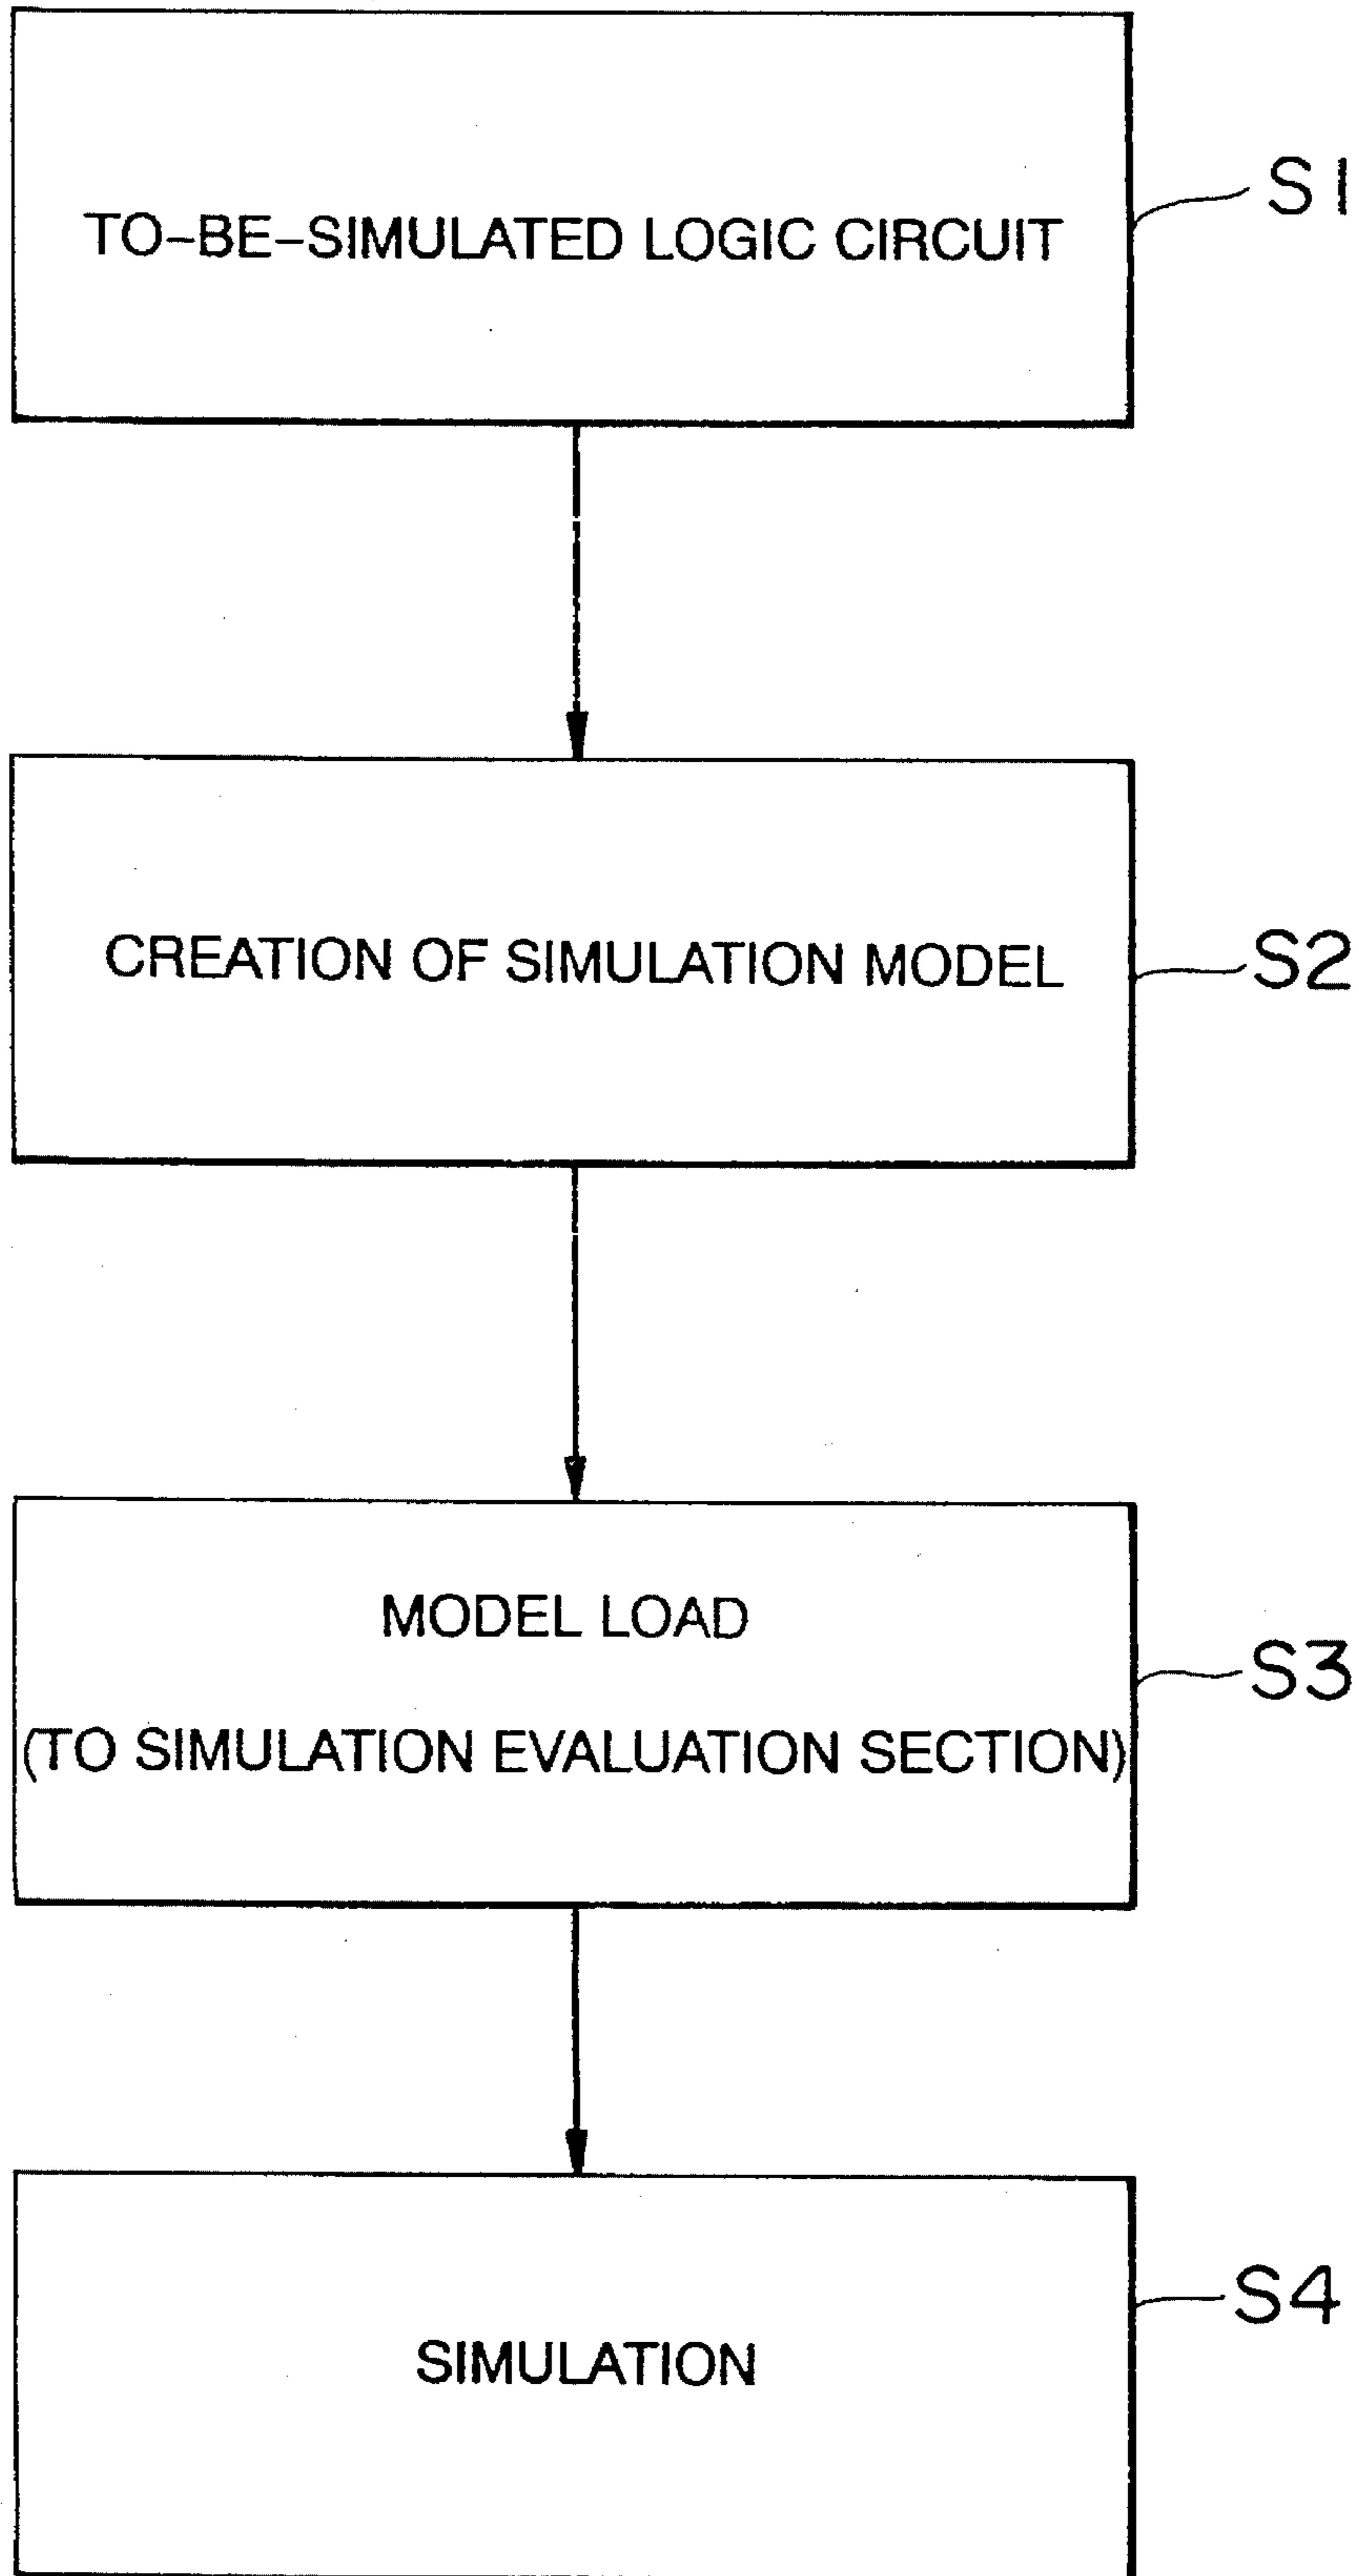 TO-BE-SIMULATED LOGIC CIRCUIT
S1
CREATION OF SIMULATION MODEL
S2
MODEL LOAD
(TO SIMULATION EVALUATION SECTION)
S3
SIMULATION
S4